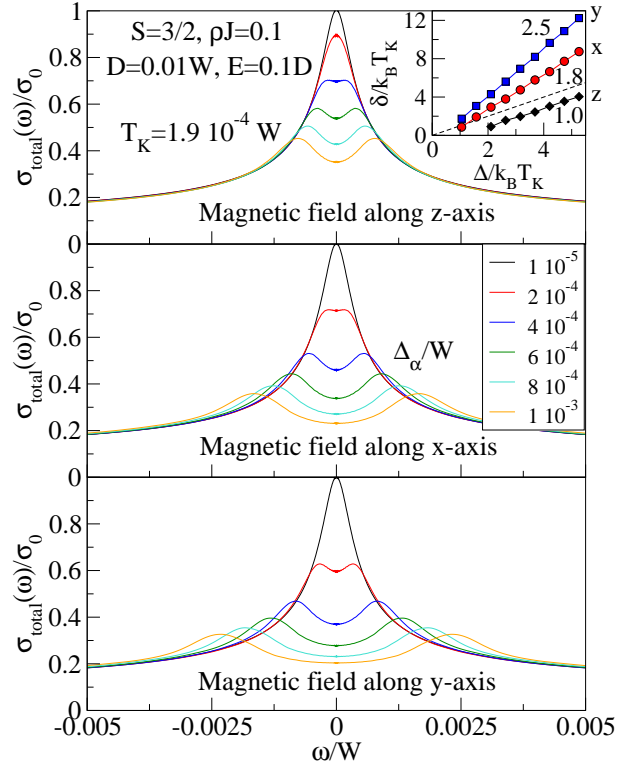 S=3/2, ρJ=0.1
D=0.01W, E=0.1D
T_K=1.9 10^-4 W
σ_total(ω)/σ_0
1
0.8
0.6
0.4
0.2
Magnetic field along z-axis
δ/k_B T_K
12
8
4
0
0 2 4
Δ/k_B T_K
2.5
1.8
1.0
y
x
z
σ_total(ω)/σ_0
0
0.8
0.6
0.4
0.2
Δ_α/W
1 10^-5
2 10^-4
4 10^-4
6 10^-4
8 10^-4
1 10^-3
Magnetic field along x-axis
σ_total(ω)/σ_0
0
0.8
0.6
0.4
0.2
0
Magnetic field along y-axis
-0.005 -0.0025 0 0.0025 0.005
ω/W